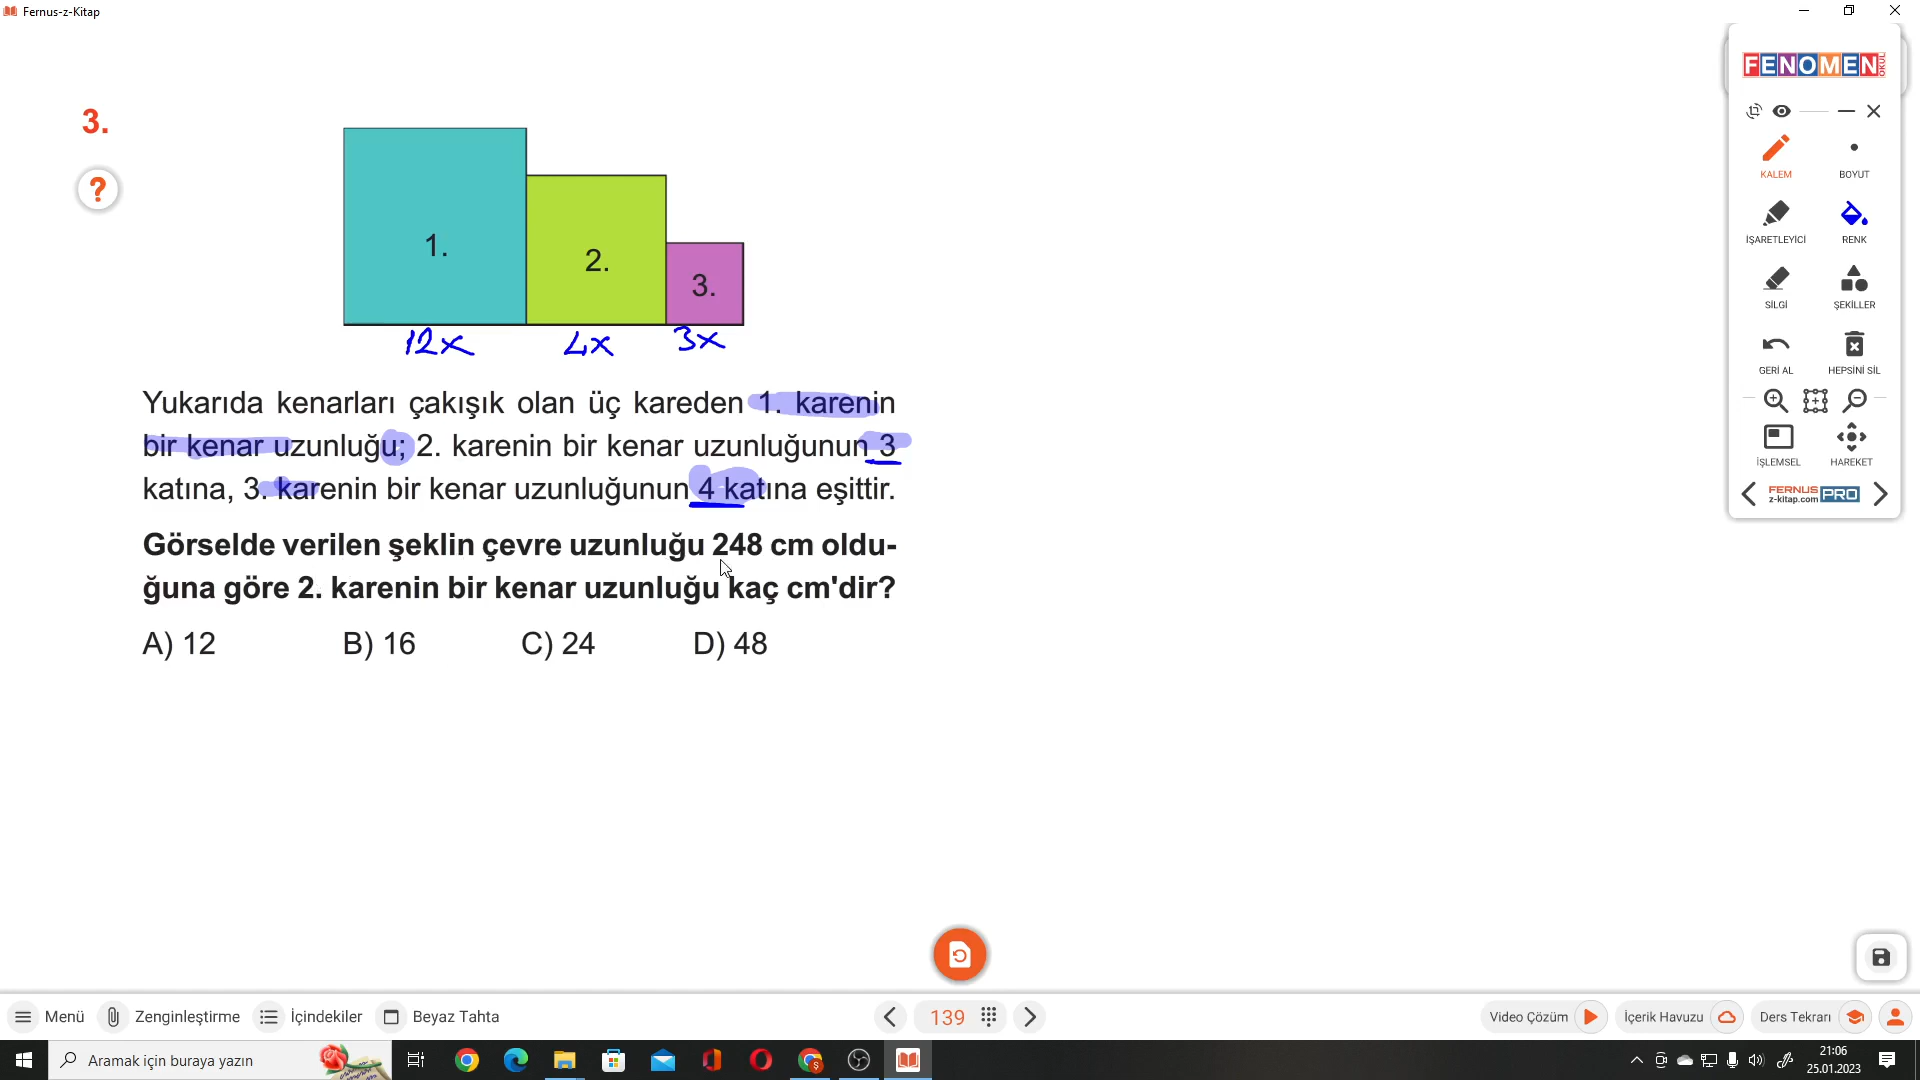 Fernus-z-Kitap
FENOMEN OKUL
3.
?
1.
2.
3.
12x 4x 3x
KALEM BOYUT
İŞARETLEYİCİ RENK
SİLGİ ŞEKİLLER
GERİ AL HEPSİNİ SİL
İŞLEMSEL HAREKET
FERNUS z-kitap.com PRO
Yukarıda kenarları çakışık olan üç kareden 1. karenin
bir kenar uzunluğu; 2. karenin bir kenar uzunluğunun 3
katına, 3. karenin bir kenar uzunluğunun 4 katına eşittir.
Görselde verilen şeklin çevre uzunluğu 248 cm oldu-
ğuna göre 2. karenin bir kenar uzunluğu kaç cm'dir?
A) 12 B) 16 C) 24 D) 48
Menü Zenginleştirme İçindekiler Beyaz Tahta 139 Video Çözüm İçerik Havuzu Ders Tekrarı
Aramak için buraya yazın
21:06
25.01.2023